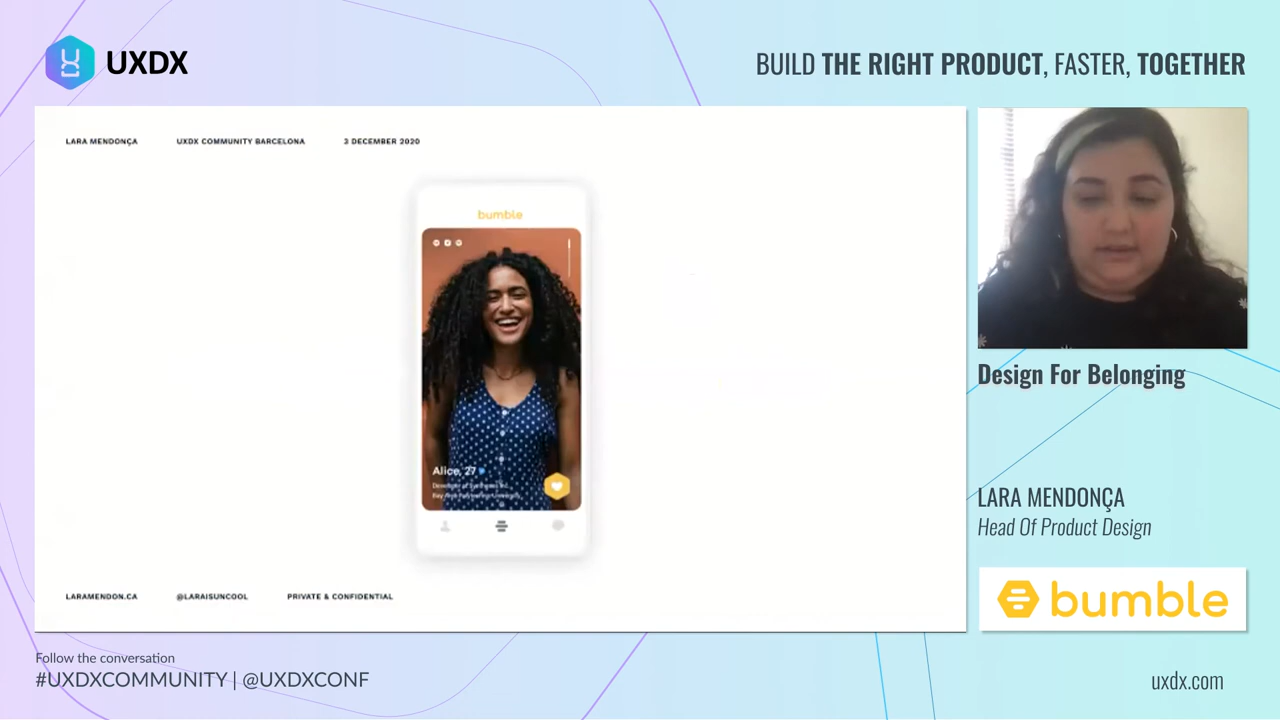 UXDX
BUILD THE RIGHT PRODUCT, FASTER, TOGETHER
LARA MENDONÇA
UXDX COMMUNITY BARCELONA
3 DECEMBER 2020
bumble
Alice, 27
LARAMENDON.CA
@LARAISUNCOOL
PRIVATE & CONFIDENTIAL
Design For Belonging
LARA MENDONÇA
Head Of Product Design
bumble
Follow the conversation
#UXDXCOMMUNITY | @UXDXCONF
uxdx.com